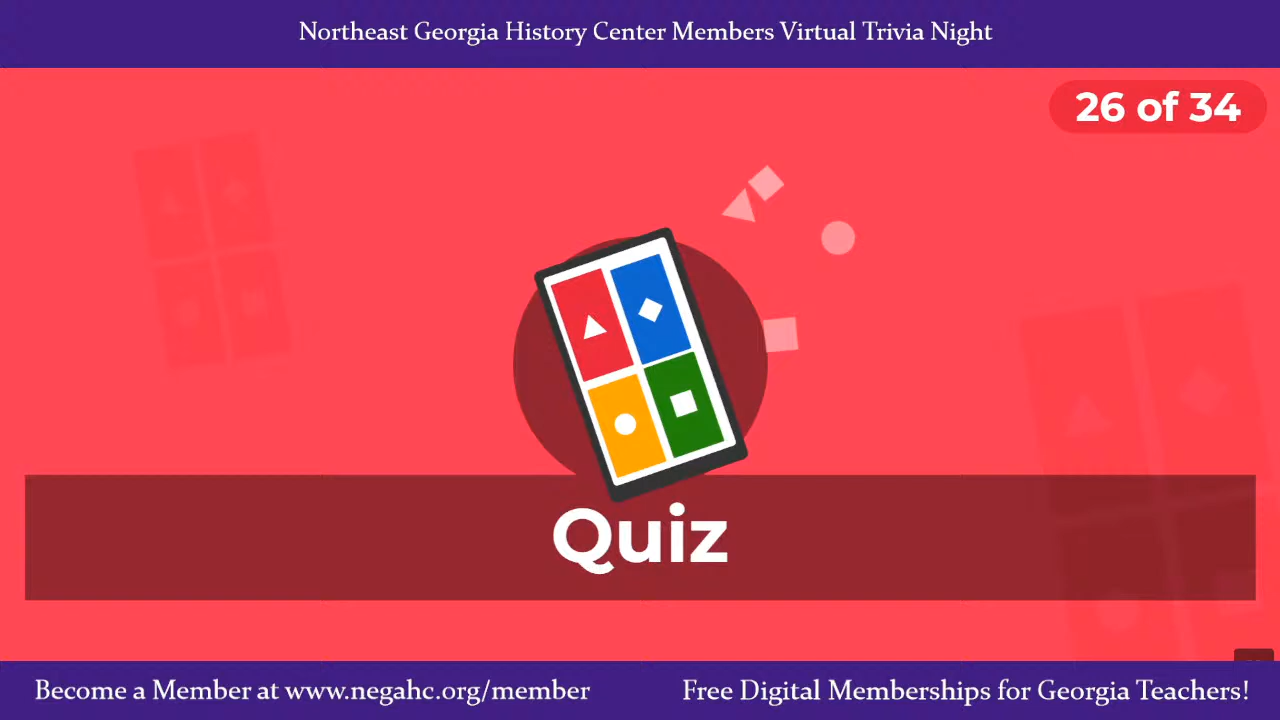 Northeast Georgia History Center Members Virtual Trivia Night
26 of 34
Quiz
Become a Member at www.negahc.org/member
Free Digital Memberships for Georgia Teachers!